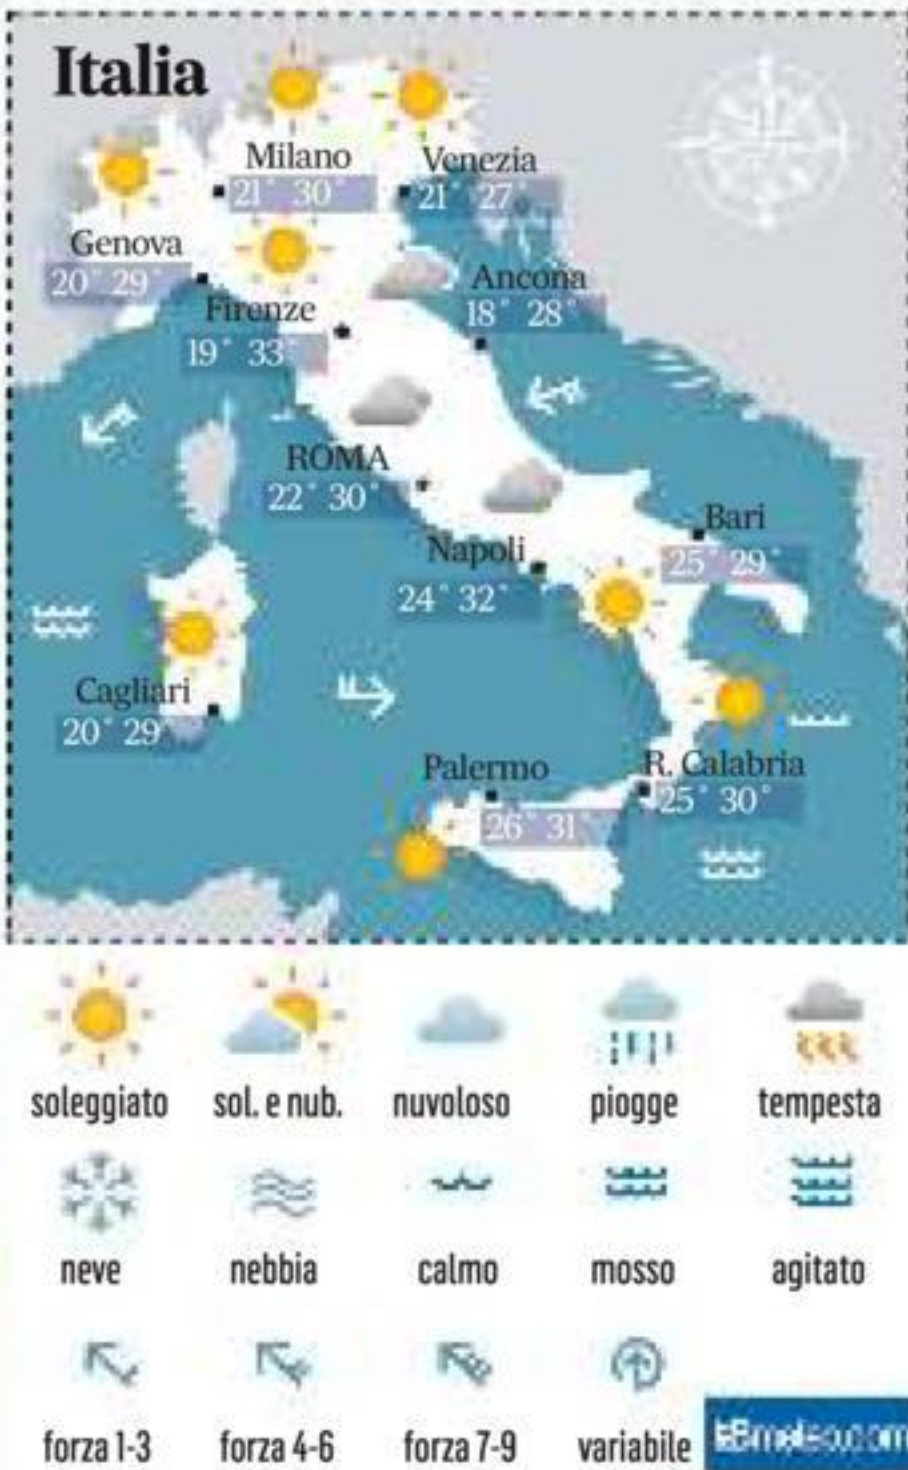 Italia
Milano
21° 30°
Venezia
21° 27°
Genova
20° 29°
Ancona
18° 28°
Firenze
19° 33°
ROMA
22° 30°
Bari
25° 29°
Napoli
24° 32°
Cagliari
20° 29°
Palermo
26° 31°
R. Calabria
25° 30°
soleggiato
sol. e nub.
nuvoloso
piogge
tempesta
neve
nebbia
calmo
mosso
agitato
forza 1-3
forza 4-6
forza 7-9
variabile